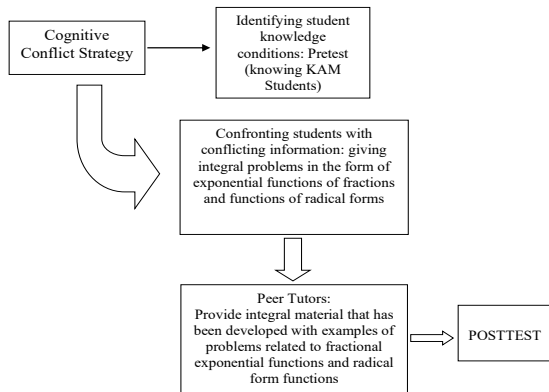 Cognitive
Conflict Strategy
Identifying student
knowledge
conditions: Pretest
(knowing KAM
Students)
Confronting students with
conflicting information: giving
integral problems in the form of
exponential functions of fractions
and functions of radical forms
Peer Tutors:
Provide integral material that has
been developed with examples of
problems related to fractional
exponential functions and radical
form functions
POSTTEST